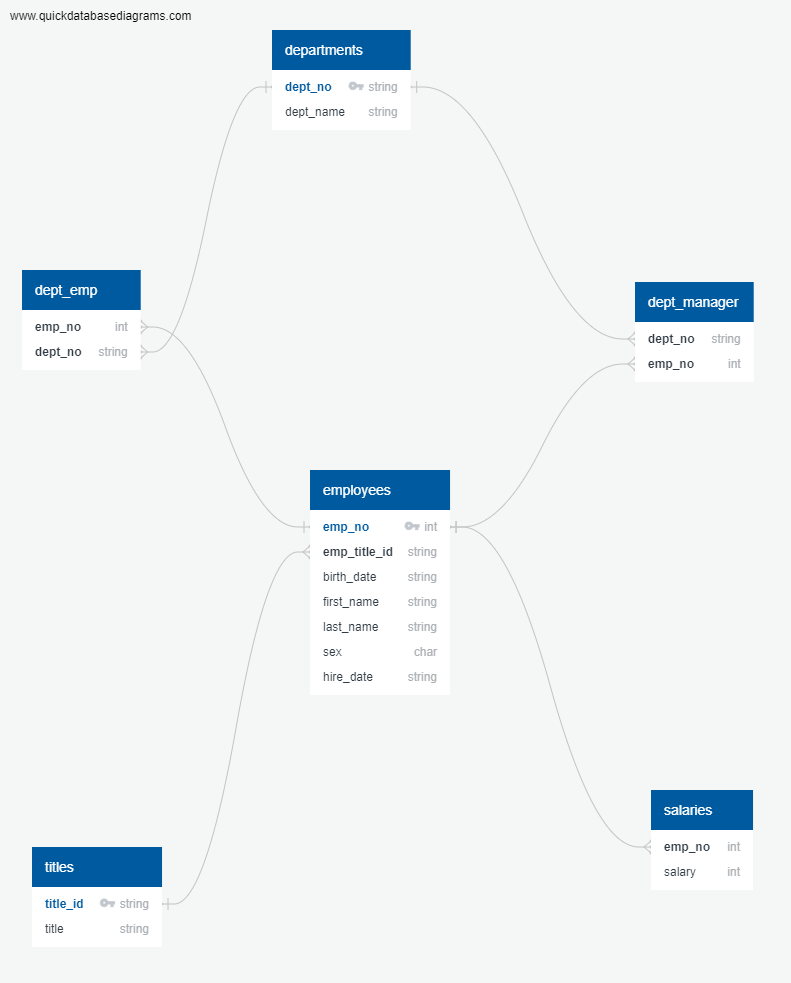 www.quickdatabasediagrams.com
departments
dept_no string
dept_name string
dept_emp
emp_no int
dept_no string
dept_manager
dept_no string
emp_no int
employees
emp_no int
emp_title_id string
birth_date string
first_name string
last_name string
sex char
hire_date string
salaries
emp_no int
salary int
titles
title_id string
title string